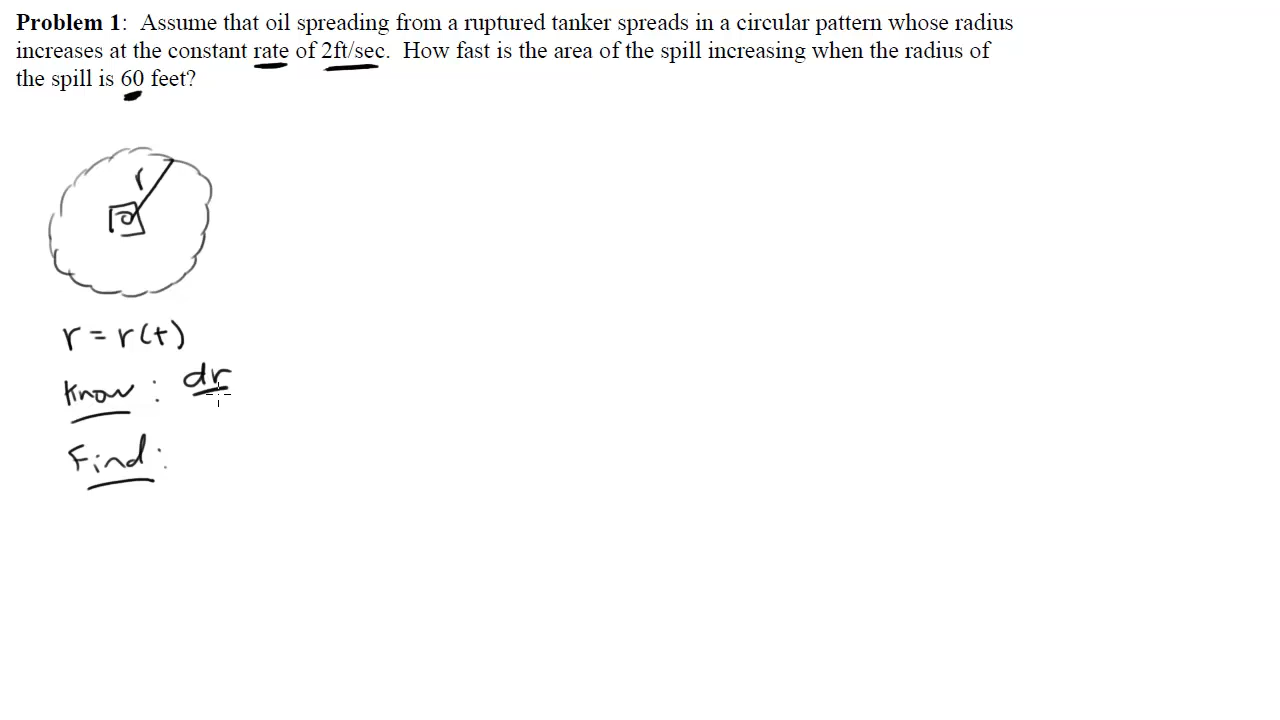 Problem 1: Assume that oil spreading from a ruptured tanker spreads in a circular pattern whose radius
increases at the constant rate of 2ft/sec. How fast is the area of the spill increasing when the radius of
the spill is 60 feet?
r
r = r(t)
Know: dr
Find: